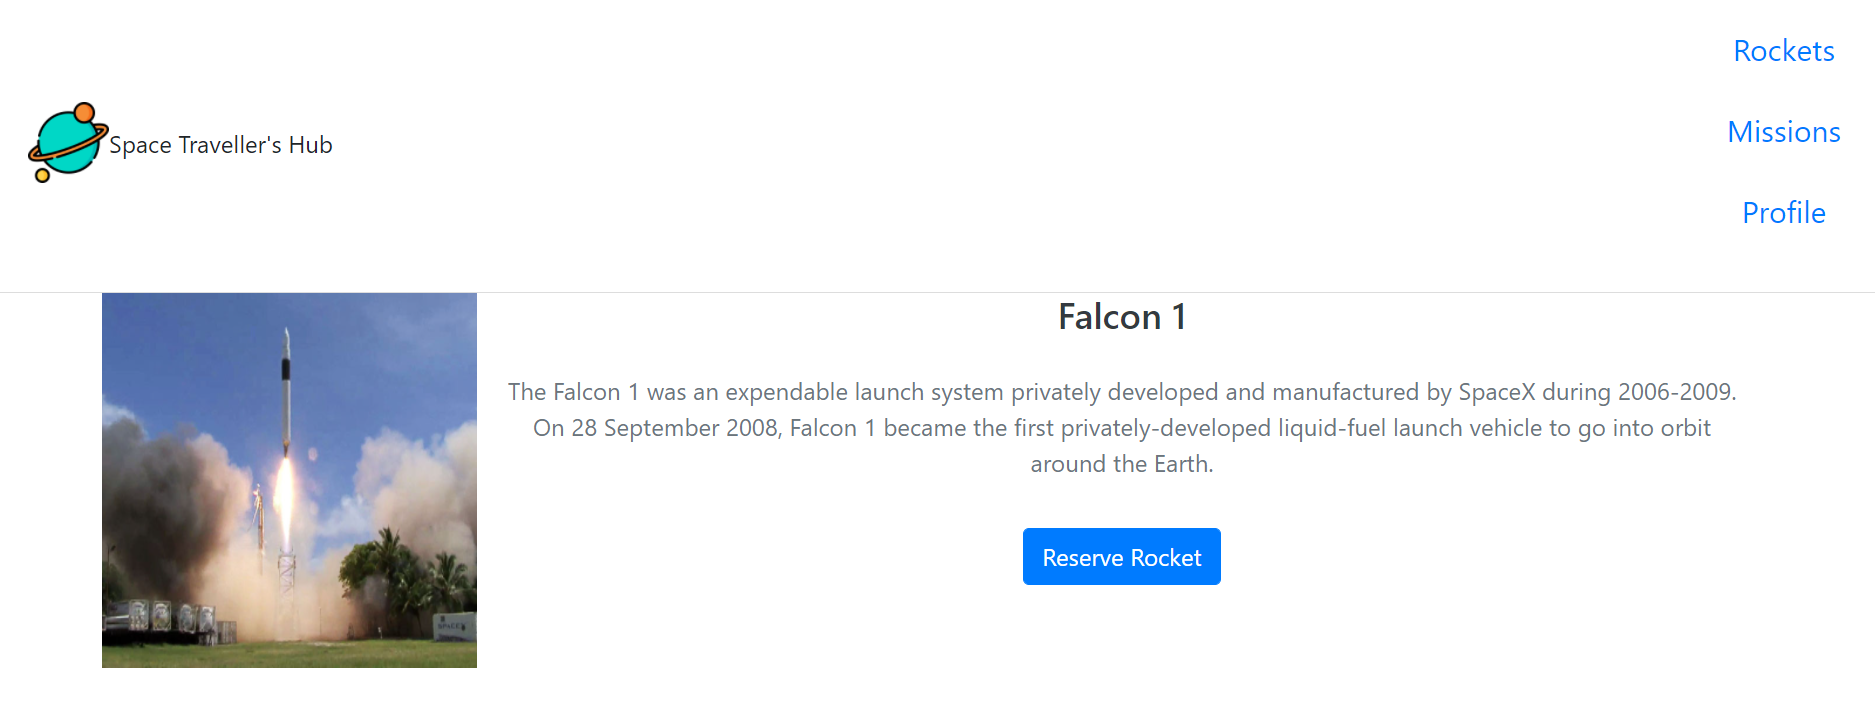 Rockets
Missions
Space Traveller's Hub
Profile
Falcon 1
The Falcon 1 was an expendable launch system privately developed and manufactured by SpaceX during 2006-2009.
On 28 September 2008, Falcon 1 became the first privately-developed liquid-fuel launch vehicle to go into orbit
around the Earth.
Reserve Rocket